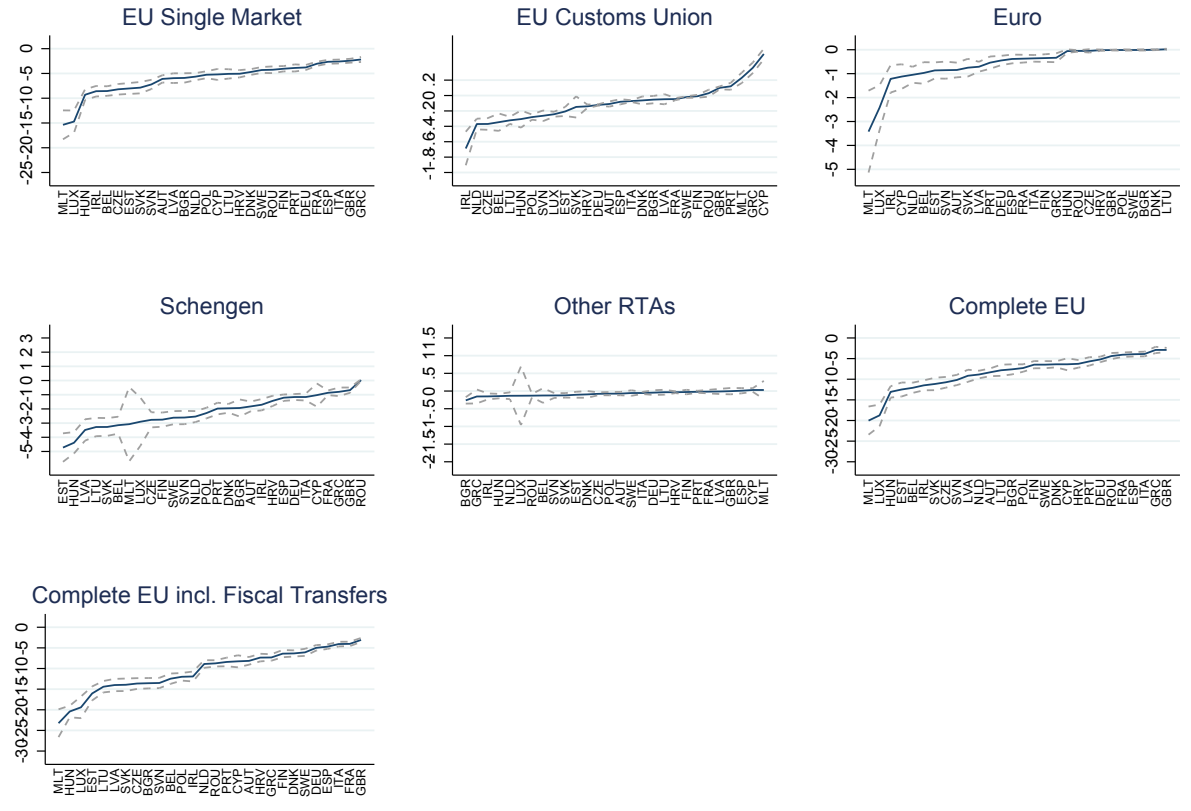 EU Single Market
-25 -20 -15 -10 -5 0
MLT LUX HUN IRL BEL CZE EST SVK SVN AUT LVA BGR NLD POL CYP LTU HRV DNK SWE ROU FIN PRT DEU FRA ESP ITA GBR GRC
EU Customs Union
-1 -.8 -.6 -.4 -.2 0 .2
IRL NLD CZE BEL LTU HUN POL SVN LUX EST SVK HRV DEU AUT ESP ITA DNK BGR LVA FRA SWE FIN ROU GBR PRT MLT GRC CYP
Euro
-5 -4 -3 -2 -1 0
MLT LUX IRL CYP NLD BEL EST SVN AUT SVK LVA PRT DEU ESP FRA ITA FIN GRC HUN ROU CZE HRV GBR POL SWE BGR DNK LTU
Schengen
-5 -4 -3 -2 -1 0 1 2 3
EST HUN LVA LTU SVK BEL MLT LUX CZE FIN SWE SVN NLD POL PRT DNK BGR AUT IRL HRV ESP DEU ITA CYP FRA GRC GBR ROU
Other RTAs
-2 -1.5 -1 -.5 0 .5 1 1.5
BGR GRC IRL HUN NLD LUX ROU BEL SVN SVK EST DNK CZE POL AUT SWE ITA DEU LTU HRV FIN PRT FRA LVA GBR ESP CYP MLT
Complete EU
-30 -25 -20 -15 -10 -5 0
MLT LUX HUN EST BEL IRL SVK CZE SVN LVA NLD AUT LTU BGR POL FIN SWE DNK CYP HRV PRT DEU ROU FRA ESP ITA GRC GBR
Complete EU incl. Fiscal Transfers
-30 -25 -20 -15 -10 -5 0
MLT HUN LUX EST LTU LVA SVK CZE BGR SVN BEL POL IRL NLD ROU PRT CYP AUT HRV GRC FIN DNK SWE DEU ESP ITA FRA GBR